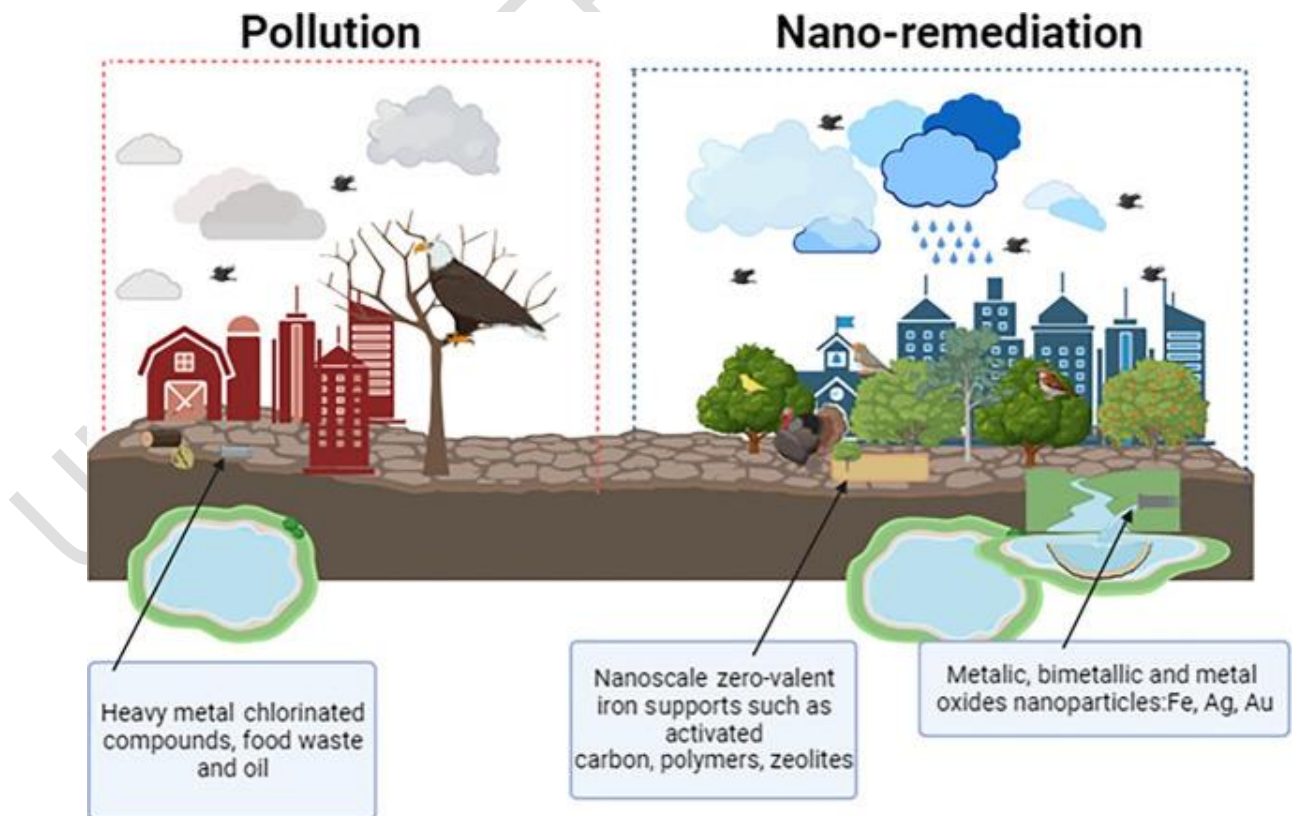 Pollution
Nano-remediation
Heavy metal chlorinated
compounds, food waste
and oil
Nanoscale zero-valent
iron supports such as
activated
carbon, polymers, zeolites
Metalic, bimetallic and metal
oxides nanoparticles:Fe, Ag, Au